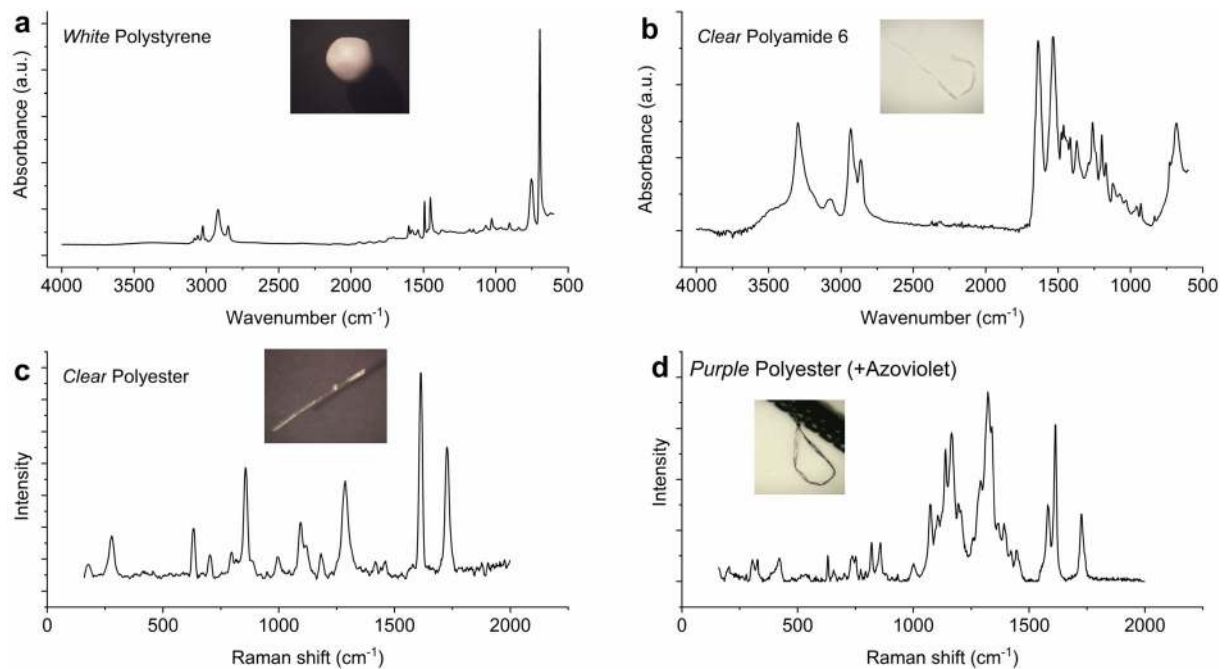 a
White Polystyrene
Absorbance (a.u.)
4000 3500 3000 2500 2000 1500 1000 500
Wavenumber (cm-1)
b
Clear Polyamide 6
Absorbance (a.u.)
4000 3500 3000 2500 2000 1500 1000 500
Wavenumber (cm-1)
c
Clear Polyester
Intensity
0 500 1000 1500 2000
Raman shift (cm-1)
d
Purple Polyester (+Azoviolet)
Intensity
0 500 1000 1500 2000
Raman shift (cm-1)